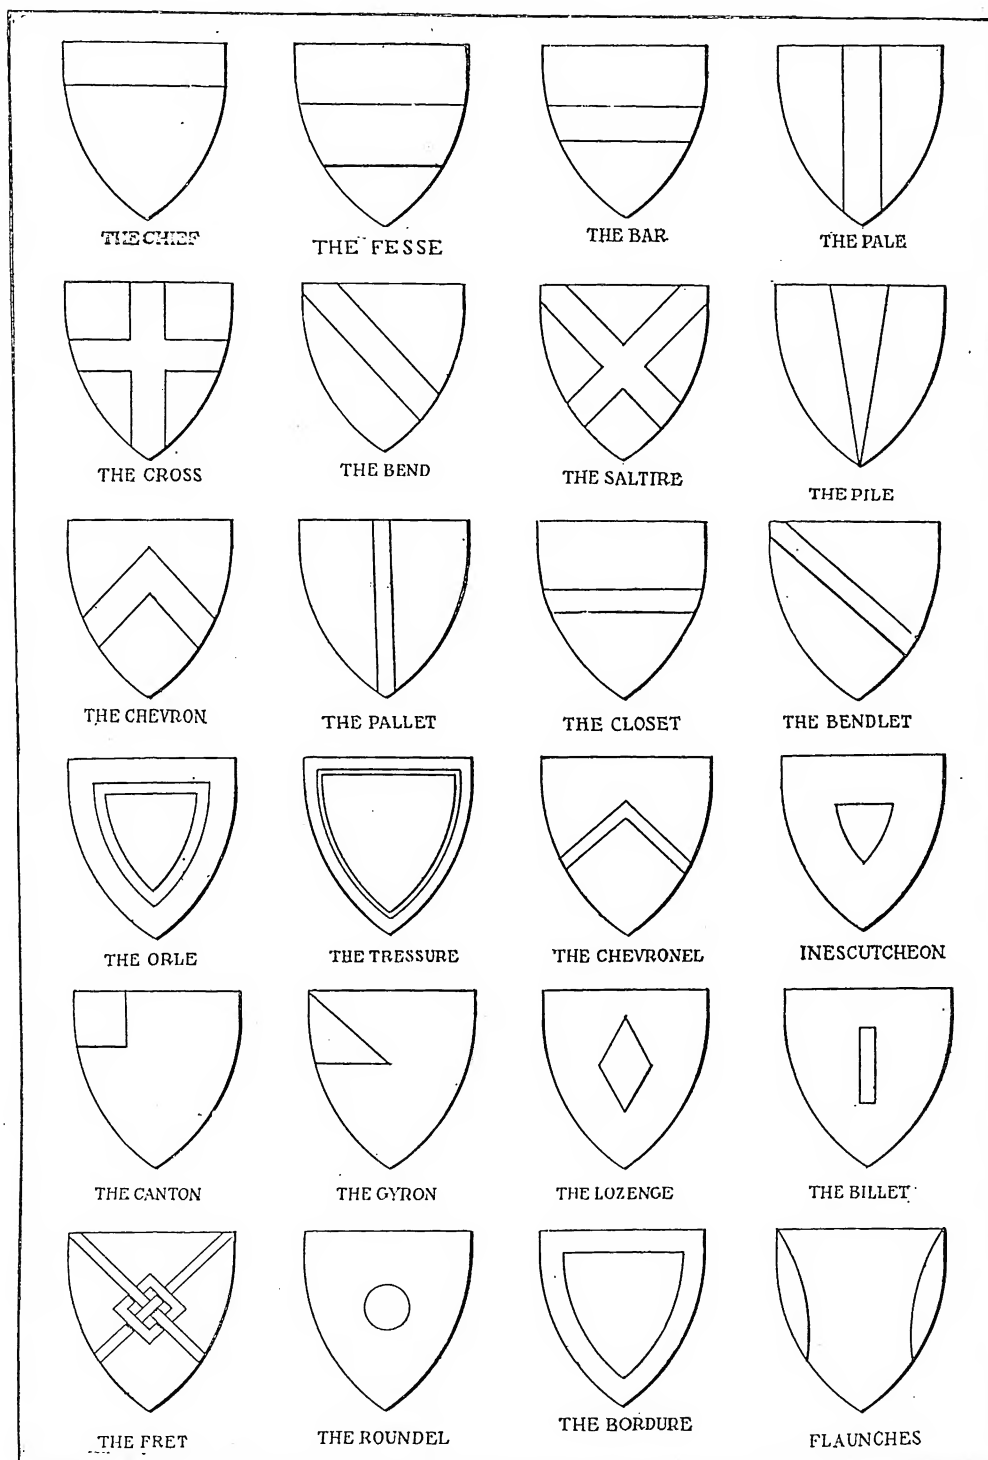 THE CHIEF
THE FESSE
THE BAR
THE PALE
THE CROSS
THE BEND
THE SALTIRE
THE PILE
THE CHEVRON
THE PALLET
THE CLOSET
THE BENDLET
THE ORLE
THE TRESSURE
THE CHEVRONEL
INESCUTCHEON
THE CANTON
THE GYRON
THE LOZENGE
THE BILLET
THE FRET
THE ROUNDEL
THE BORDURE
FLAUNCHES